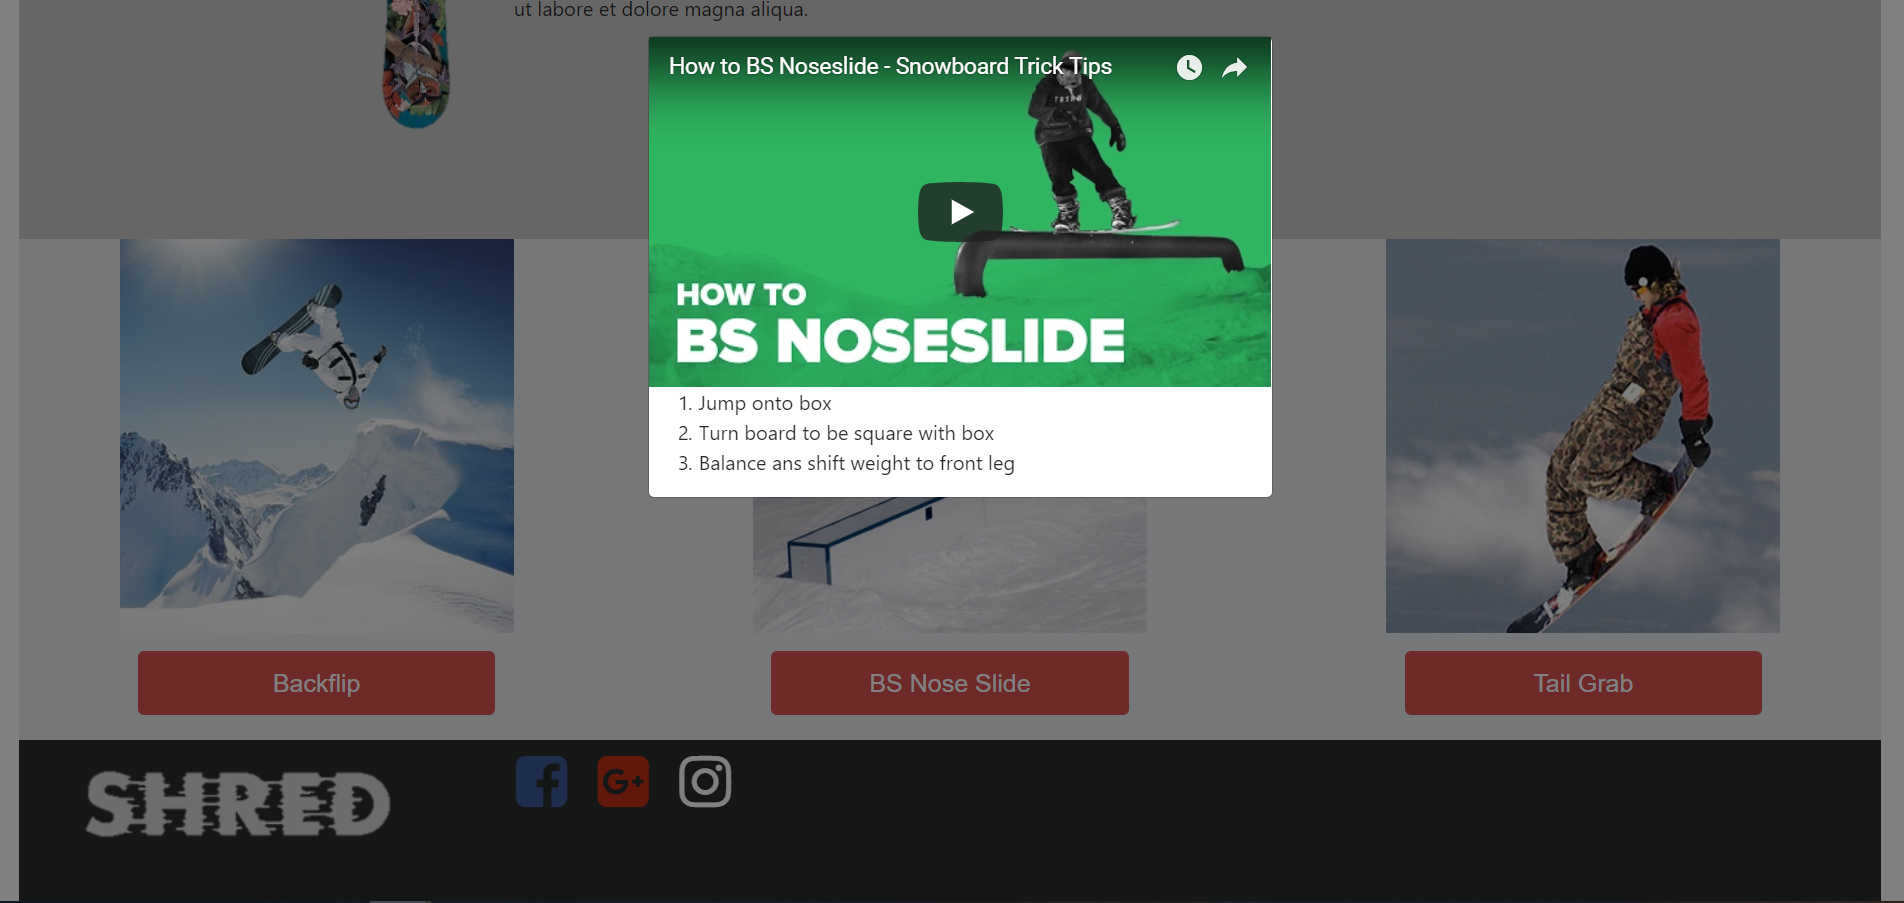 ut labore et dolore magna aliqua.
How to BS Noseslide - Snowboard Trick Tips
TRSH
HOW TO
BS NOSESLIDE
1. Jump onto box
2. Turn board to be square with box
3. Balance ans shift weight to front leg
Backflip
BS Nose Slide
Tail Grab
SHRED
G+